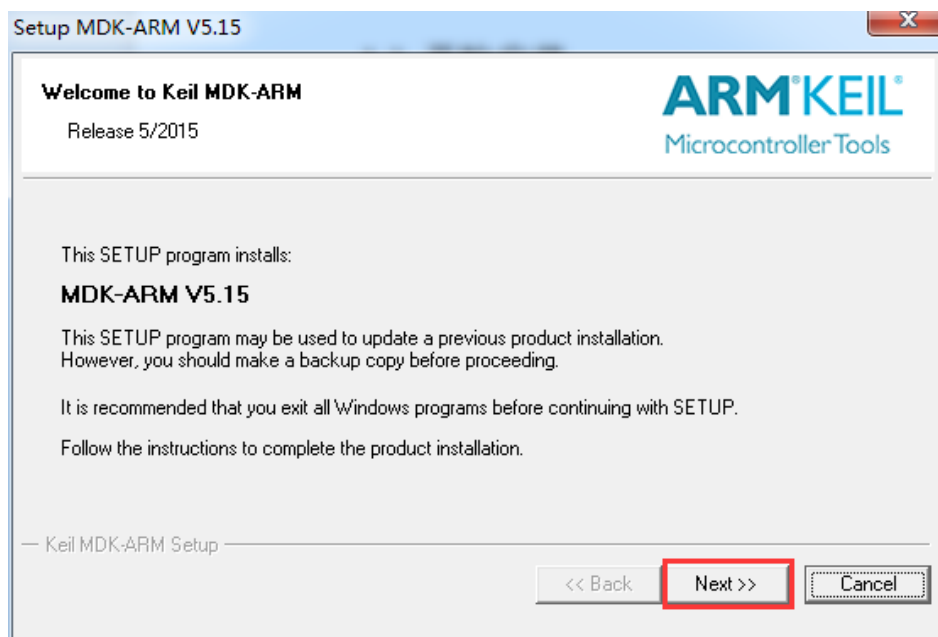 Setup MDK-ARM V5.15
Welcome to Keil MDK-ARM
Release 5/2015
ARM®KEIL®
Microcontroller Tools
This SETUP program installs:
MDK-ARM V5.15
This SETUP program may be used to update a previous product installation.
However, you should make a backup copy before proceeding.
It is recommended that you exit all Windows programs before continuing with SETUP.
Follow the instructions to complete the product installation.
Keil MDK-ARM Setup
<< Back Next >> Cancel